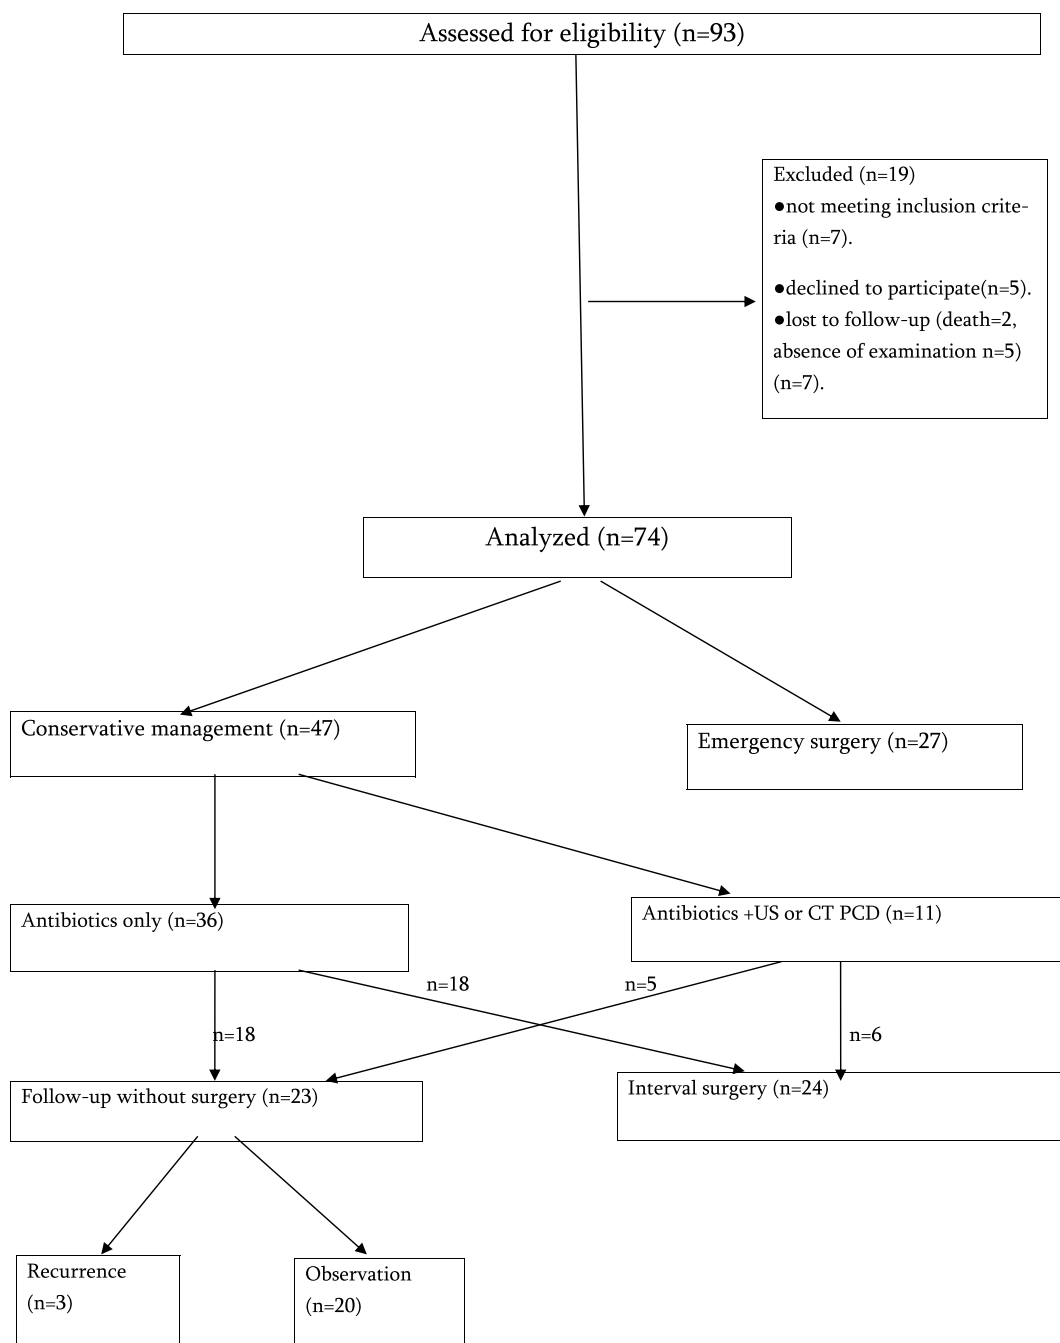 Assessed for eligibility (n=93)
Excluded (n=19)
●not meeting inclusion crite-
ria (n=7).
●declined to participate(n=5).
●lost to follow-up (death=2,
absence of examination n=5)
(n=7).
Analyzed (n=74)
Conservative management (n=47)
Emergency surgery (n=27)
Antibiotics only (n=36)
Antibiotics +US or CT PCD (n=11)
n=18
n=5
n=18
n=6
Follow-up without surgery (n=23)
Interval surgery (n=24)
Recurrence
(n=3)
Observation
(n=20)